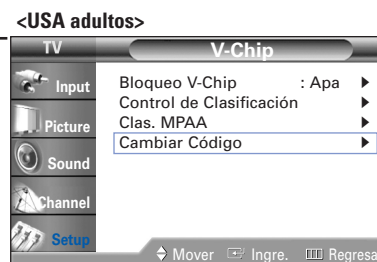 <USA adultos>
TV V-Chip
Input
Picture
Sound
Channel
Setup
Bloqueo V-Chip : Apa
Control de Clasificación
Clas. MPAA
Cambiar Código
Mover Ingre. Regresa